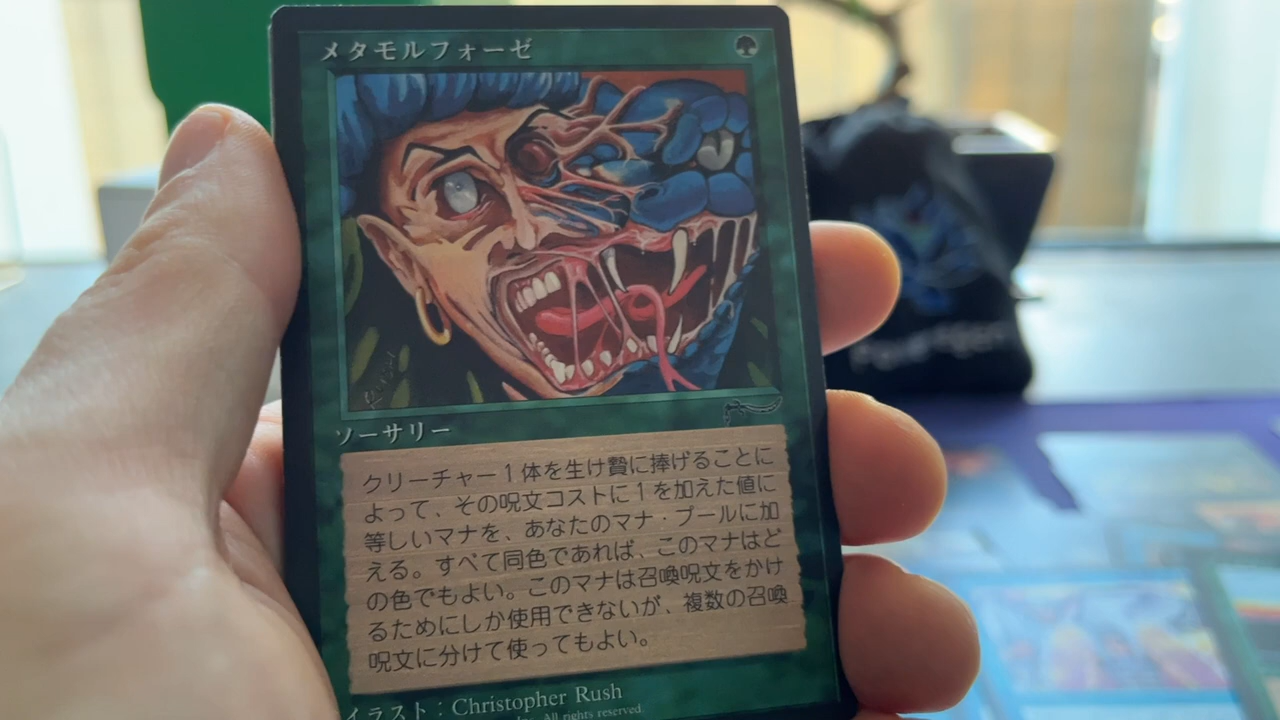 メタモルフォーゼ
ソーサリー
クリーチャー1体を生け贄に捧げることに
よって、その呪文コストに1を加えた値に
等しいマナを、あなたのマナ・プールに加
える。すべて同色であれば、このマナはど
の色でもよい。このマナは召喚呪文をかけ
るためにしか使用できないが、複数の召喚
呪文に分けて使ってもよい。
イラスト：Christopher Rush
All rights reserved